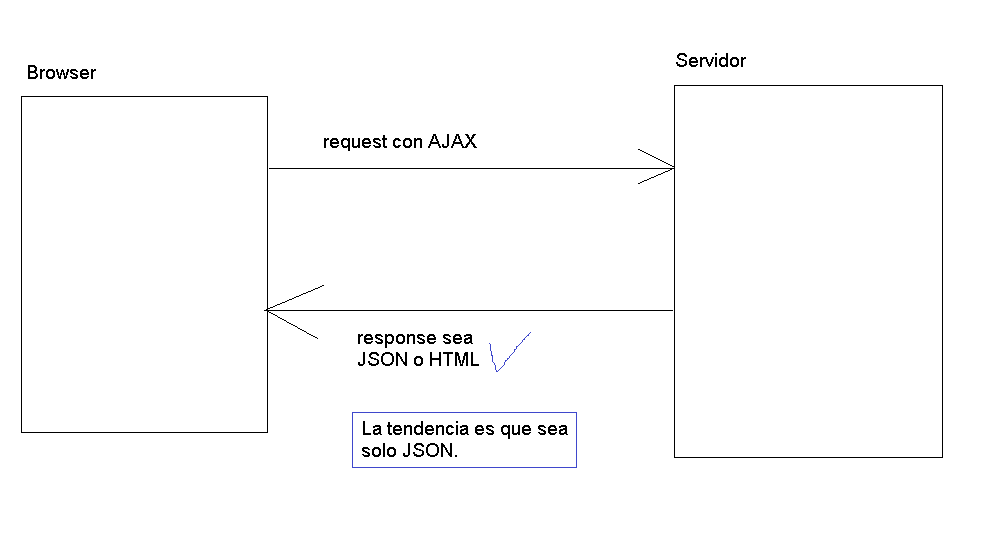 Browser
Servidor
request con AJAX
response sea
JSON o HTML
La tendencia es que sea
solo JSON.